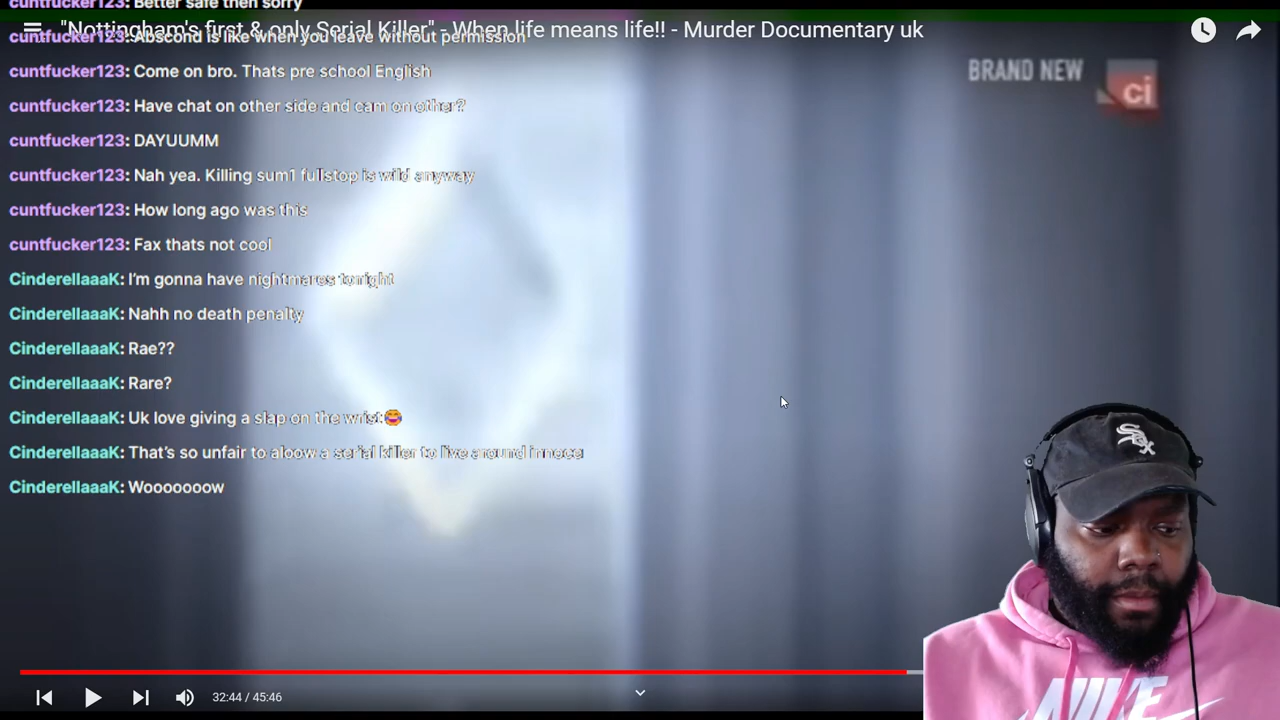 cuntfucker123: Better safe then sorry
"Nottingham's first & only Serial Killer" - When life means life!! - Murder Documentary uk
cuntfucker123: Abscond is like when you leave without permission
cuntfucker123: Come on bro. Thats pre school English
BRAND NEW
ci
cuntfucker123: Have chat on other side and cam on other?
cuntfucker123: DAYUUMM
cuntfucker123: Nah yea. Killing sum1 fullstop is wild anyway
cuntfucker123: How long ago was this
cuntfucker123: Fax thats not cool
CinderellaaaK: I'm gonna have nightmares tonight
CinderellaaaK: Nahh no death penalty
CinderellaaaK: Rae??
CinderellaaaK: Rare?
CinderellaaaK: Uk love giving a slap on the wrist😂
CinderellaaaK: That's so unfair to aloow a serial killer to live around innoce
CinderellaaaK: Wooooooow
Sox
NIKE
32:44 / 45:46